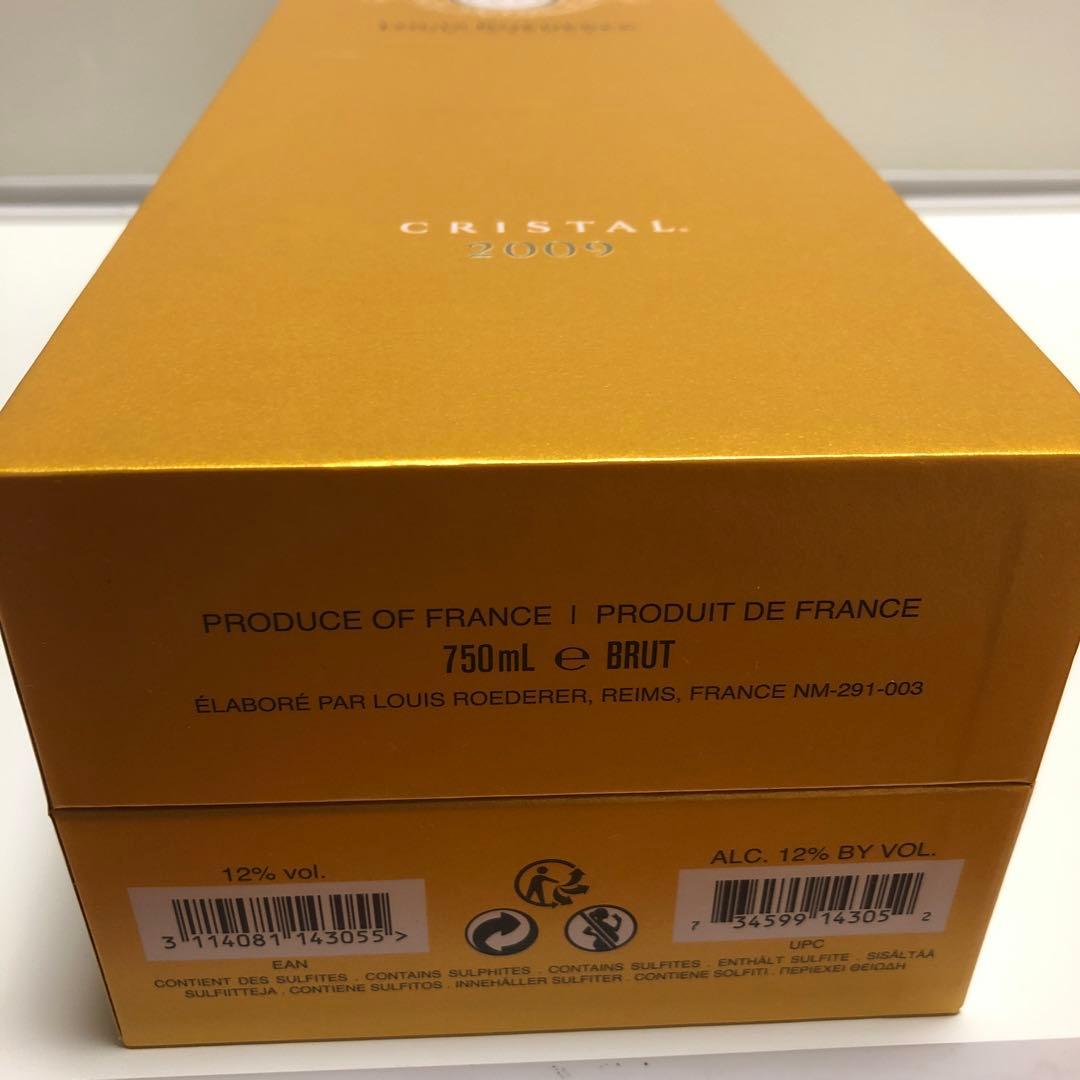 CRISTAL.
2009
PRODUCE OF FRANCE | PRODUIT DE FRANCE
750mL ℮ BRUT
ÉLABORÉ PAR LOUIS ROEDERER, REIMS, FRANCE NM-291-003
12% vol.
ALC. 12% BY VOL.
3 114081 143055 >
7 34599 14305 2
EAN
UPC
CONTIENT DES SULFITES . CONTAINS SULPHITES . CONTAINS SULFITES . ENTHÄLT SULFITE . SISÄLTÄÄ
SULFIITTEJA . CONTIENE SULFITOS . INNEHÅLLER SULFITER . CONTIENE SOLFITI . ΠΕΡΙΕΧΕΙ ΘΕΙΩΔΗ